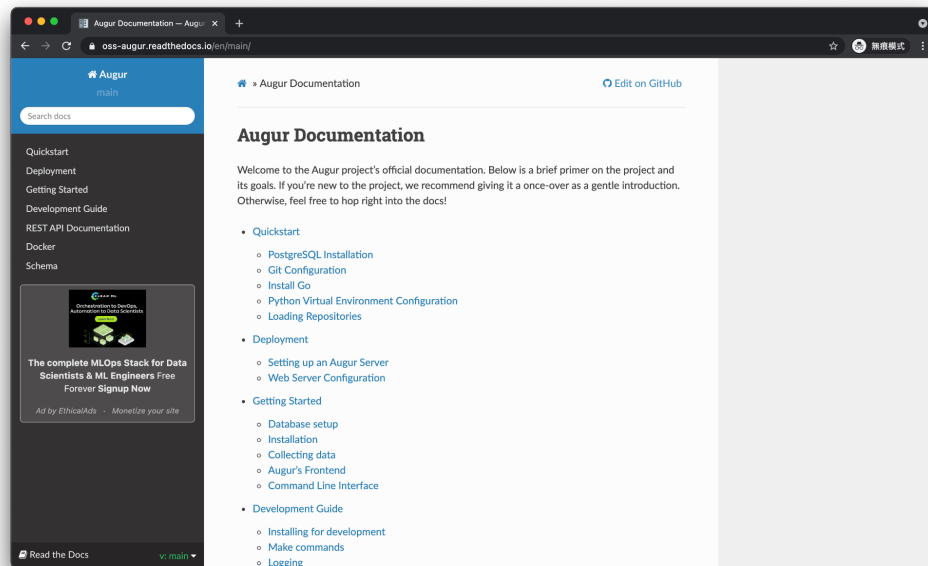 Augur Documentation — Augur
oss-augur.readthedocs.io/en/main/
無痕模式
Augur
main
Search docs
Quickstart
Deployment
Getting Started
Development Guide
REST API Documentation
Docker
Schema
Orchestration to DevOps,
Automation to Data Scientists
The complete MLOps Stack for Data
Scientists & ML Engineers Free
Forever Signup Now
Ad by EthicalAds · Monetize your site
Read the Docs
v: main
» Augur Documentation
Edit on GitHub
Augur Documentation
Welcome to the Augur project's official documentation. Below is a brief primer on the project and
its goals. If you're new to the project, we recommend giving it a once-over as a gentle introduction.
Otherwise, feel free to hop right into the docs!
Quickstart
PostgreSQL Installation
Git Configuration
Install Go
Python Virtual Environment Configuration
Loading Repositories
Deployment
Setting up an Augur Server
Web Server Configuration
Getting Started
Database setup
Installation
Collecting data
Augur's Frontend
Command Line Interface
Development Guide
Installing for development
Make commands
Logging